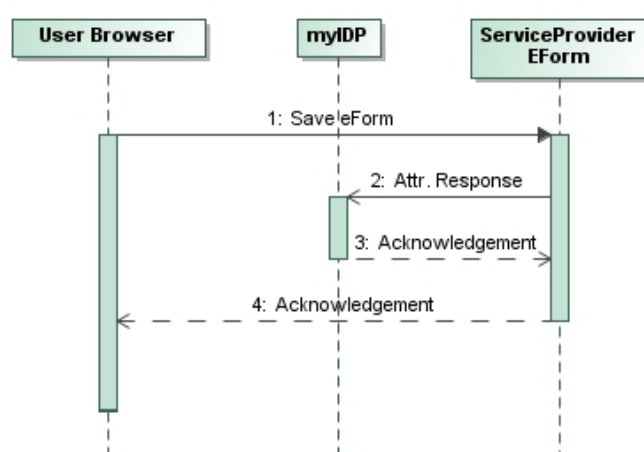 User Browser
myIDP
ServiceProvider
EForm
1: Save eForm
2: Attr. Response
3: Acknowledgement
4: Acknowledgement